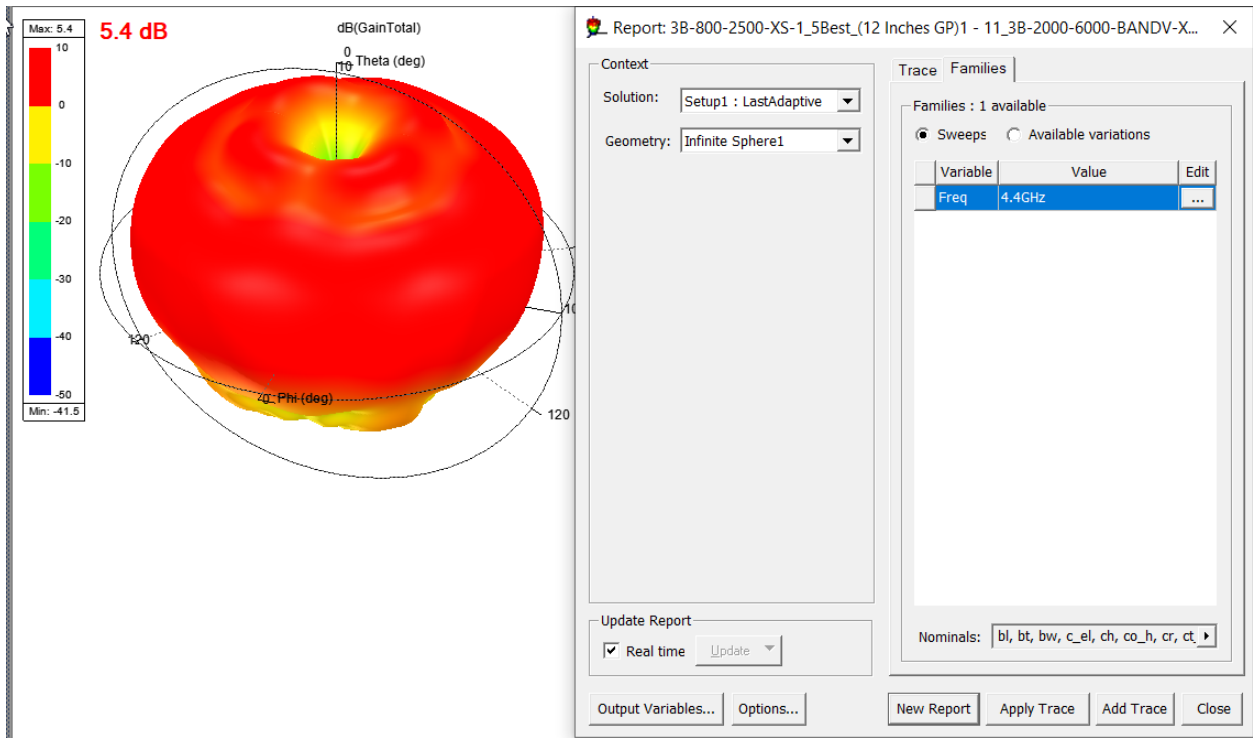 Max: 5.4
10
0
-10
-20
-30
-40
-50
Min: -41.5
5.4 dB
dB(GainTotal)
0
10 Theta (deg)
10
120
0 Phi (deg)
120
Report: 3B-800-2500-XS-1_5Best_(12 Inches GP)1 - 11_3B-2000-6000-BANDV-X...
Context
Solution: Setup1 : LastAdaptive
Geometry: Infinite Sphere1
Update Report
Real time Update
Output Variables... Options...
Trace Families
Families : 1 available
Sweeps Available variations
Variable Value Edit
Freq 4.4GHz ...
Nominals: bl, bt, bw, c_el, ch, co_h, cr, ct_
New Report Apply Trace Add Trace Close